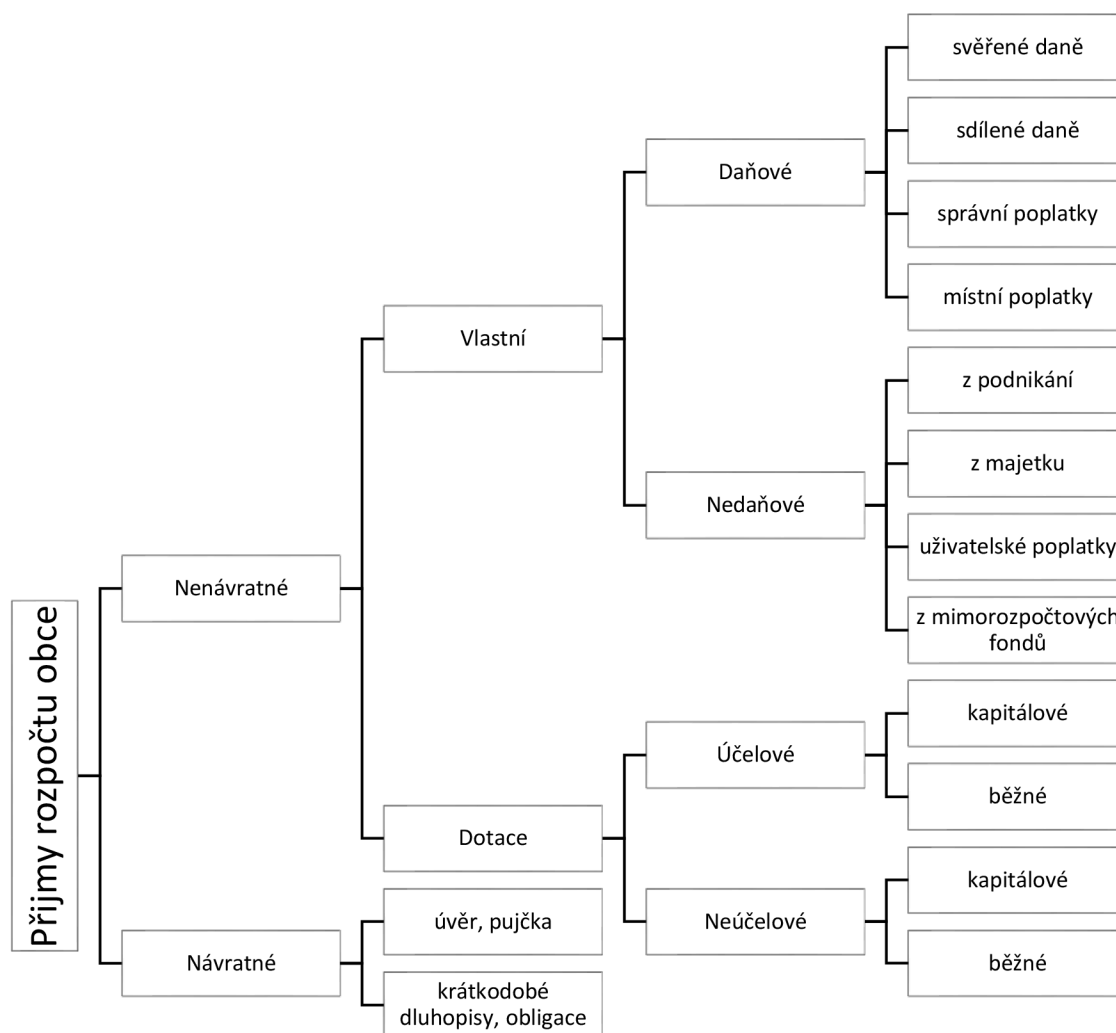 Přijmy rozpočtu obce
Nenávratné
Vlastní
Daňové
svěřené daně
sdílené daně
správní poplatky
místní poplatky
Nedaňové
z podnikání
z majetku
uživatelské poplatky
z mimorozpočtových
fondů
Dotace
Účelové
kapitálové
běžné
Neúčelové
kapitálové
běžné
Návratné
úvěr, pujčka
krátkodobé
dluhopisy, obligace